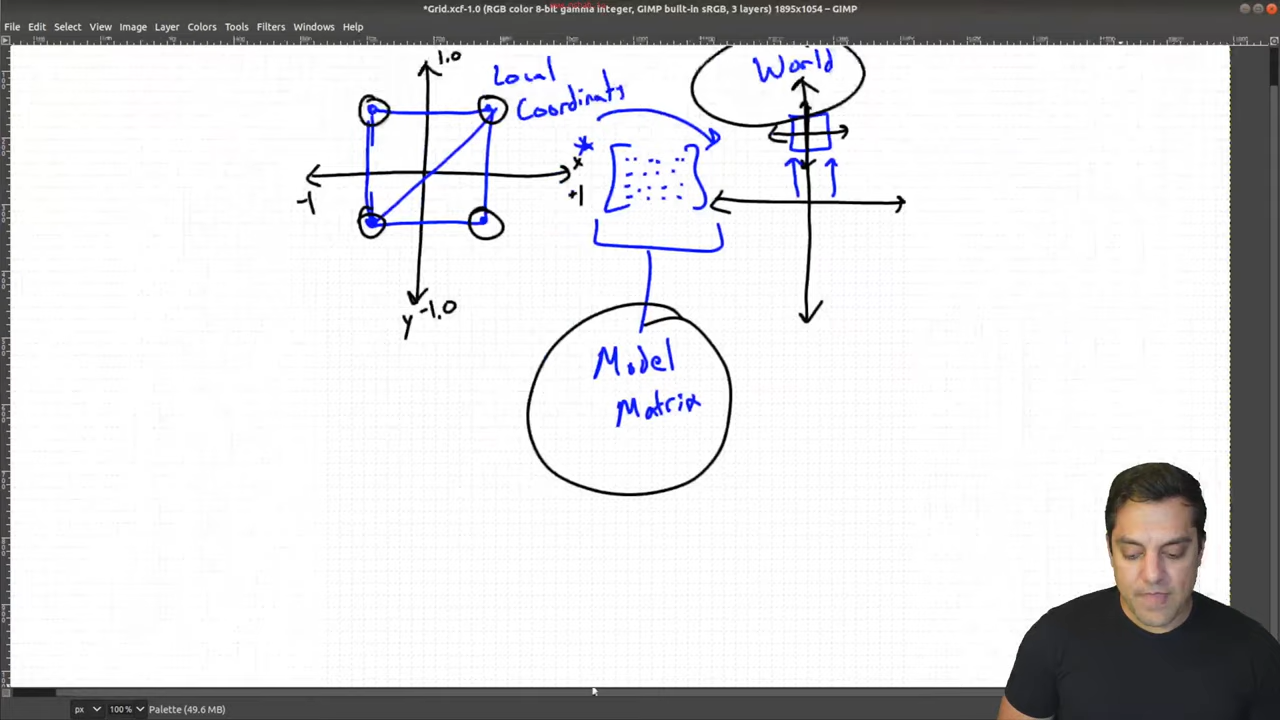 *Grid.xcf-1.0 (RGB color 8-bit gamma integer, GIMP built-in sRGB, 3 layers) 1895x1054 – GIMP
File Edit Select View Image Layer Colors Tools Filters Windows Help
1.0
Local
Coordinats
World
-1
x
+1
y -1.0
Model
Matrix
px 100% Palette (49.6 MB)